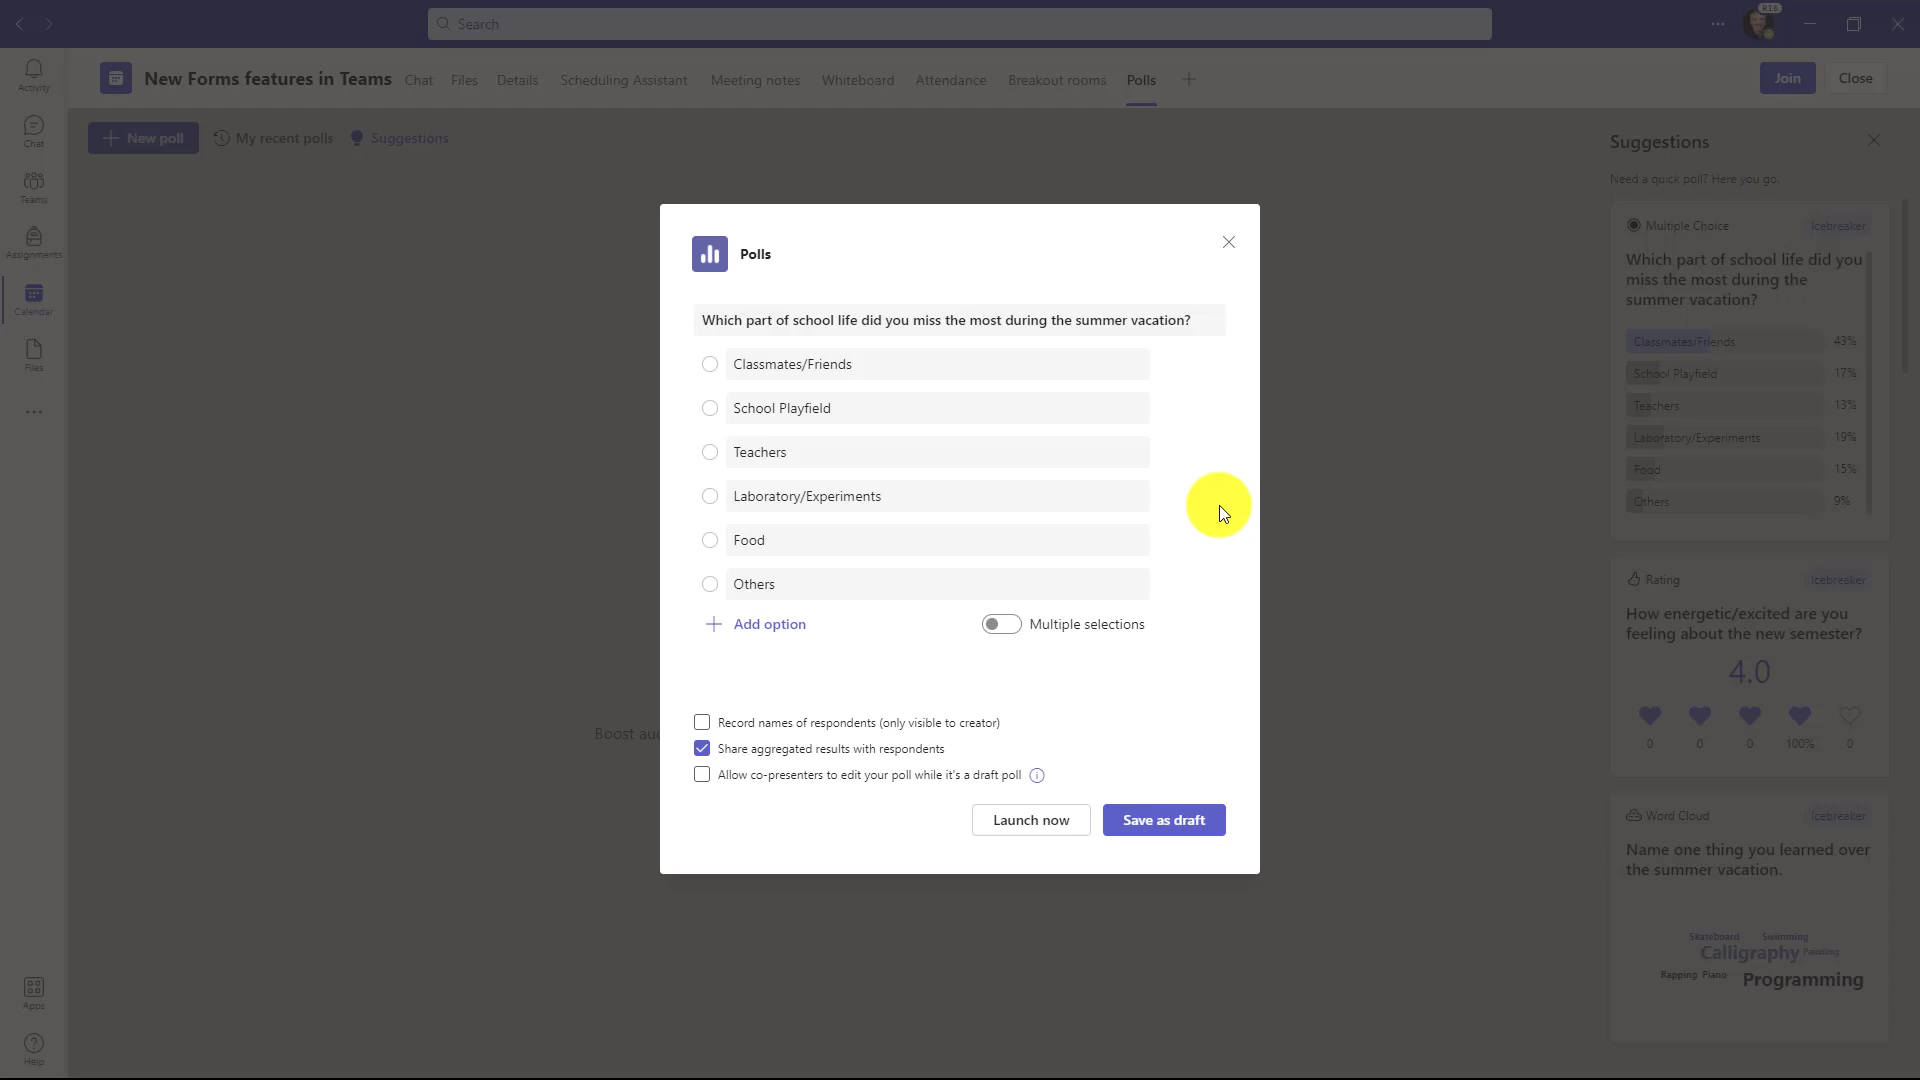 Search
R16
New Forms features in Teams Chat Files Details Scheduling Assistant Meeting notes Whiteboard Attendance Breakout rooms Polls
Join Close
Activity
Chat
Teams
Assignments
Calendar
Files
Apps
Help
New poll My recent polls Suggestions
Boost au
Polls
Which part of school life did you miss the most during the summer vacation?
Classmates/Friends
School Playfield
Teachers
Laboratory/Experiments
Food
Others
Add option Multiple selections
Record names of respondents (only visible to creator)
Share aggregated results with respondents
Allow co-presenters to edit your poll while it's a draft poll
Launch now Save as draft
Suggestions
Need a quick poll? Here you go.
Multiple Choice Icebreaker
Which part of school life did you
miss the most during the
summer vacation?
Classmates/Friends 43%
School Playfield 17%
Teachers 13%
Laboratory/Experiments 19%
Food 15%
Others 9%
Rating Icebreaker
How energetic/excited are you
feeling about the new semester?
4.0
0 0 0 100% 0
Word Cloud Icebreaker
Name one thing you learned over
the summer vacation.
Skateboard Swimming
Calligraphy Painting
Rapping Piano Programming